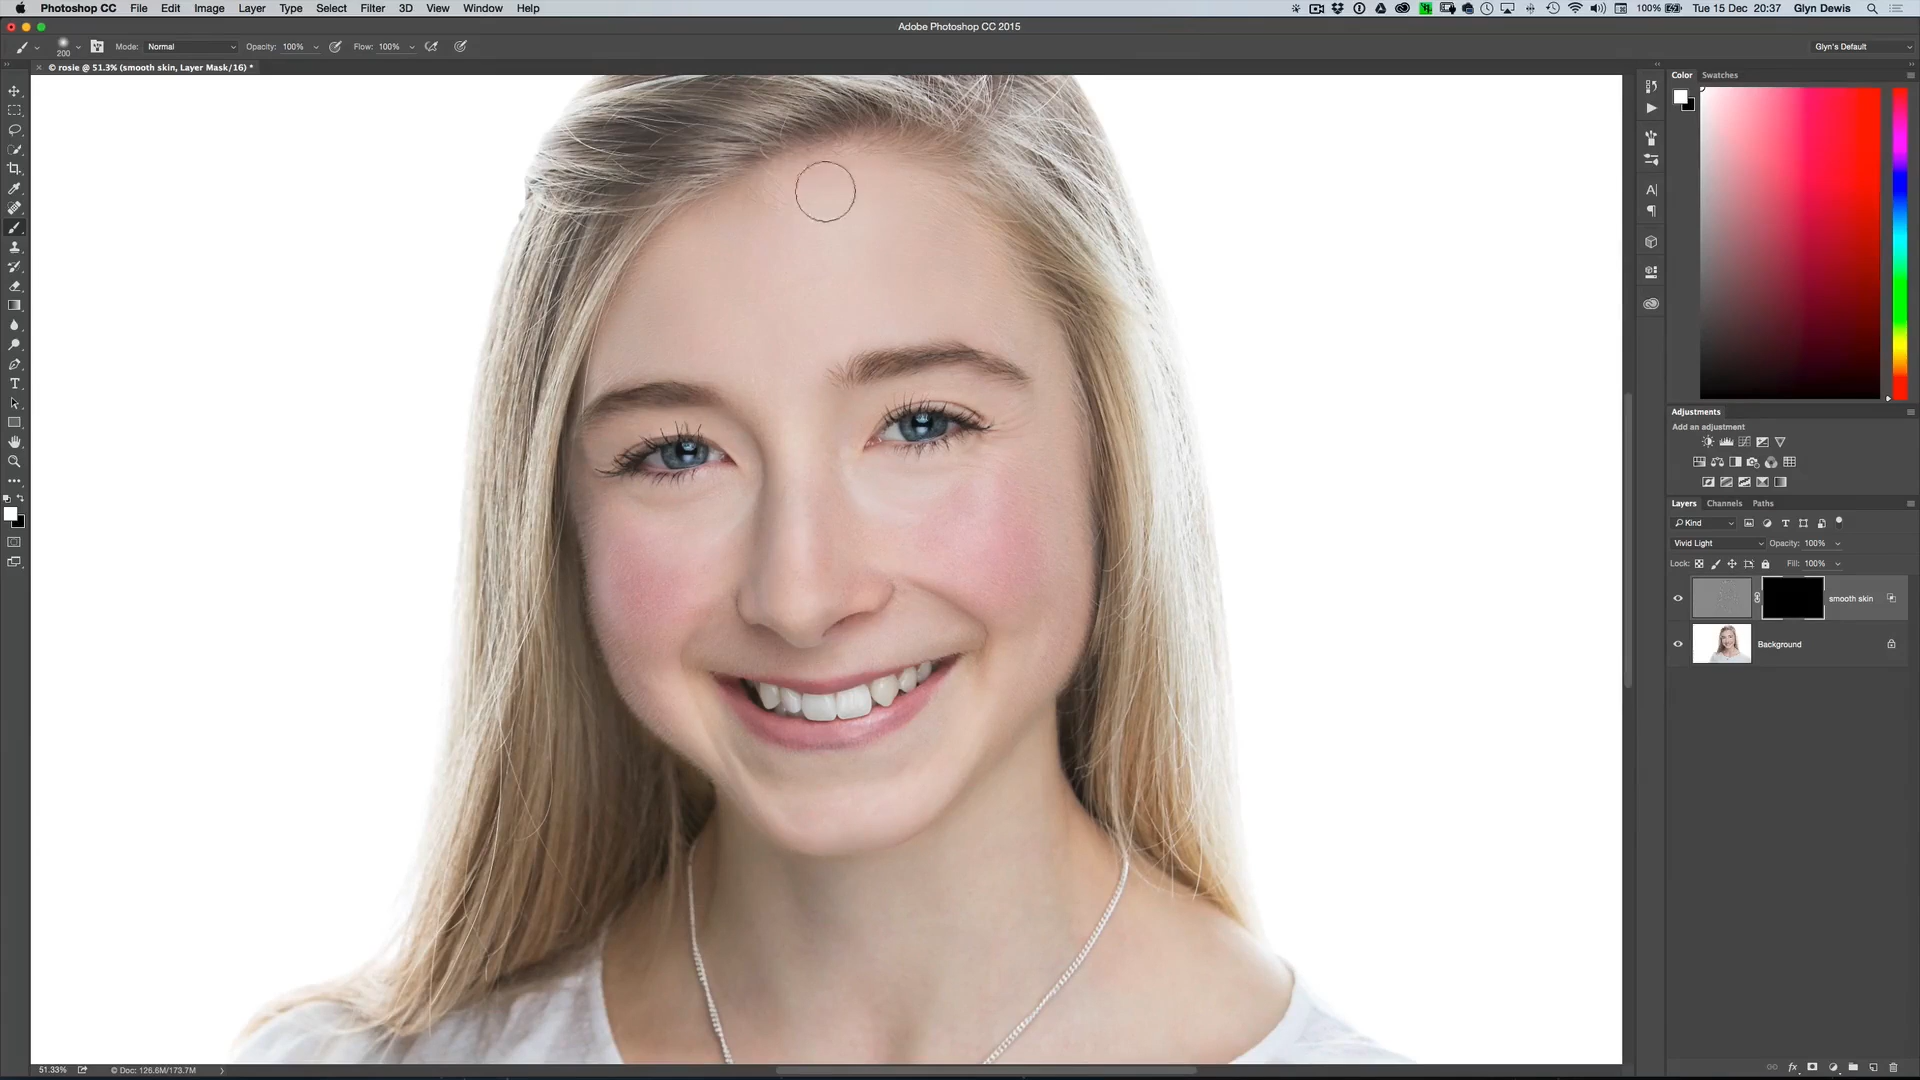 Photoshop CC File Edit Image Layer Type Select Filter 3D View Window Help 100% Tue 15 Dec 20:37 Glyn Dewis
Adobe Photoshop CC 2015
200 Mode: Normal Opacity: 100% Flow: 100% Glyn's Default
© rosie @ 51.3% (smooth skin, Layer Mask/16) *
Color Swatches
Adjustments
Add an adjustment
Layers Channels Paths
Kind
Vivid Light Opacity: 100%
Lock: Fill: 100%
smooth skin
Background
51.33% © Doc: 126.6M/173.7M